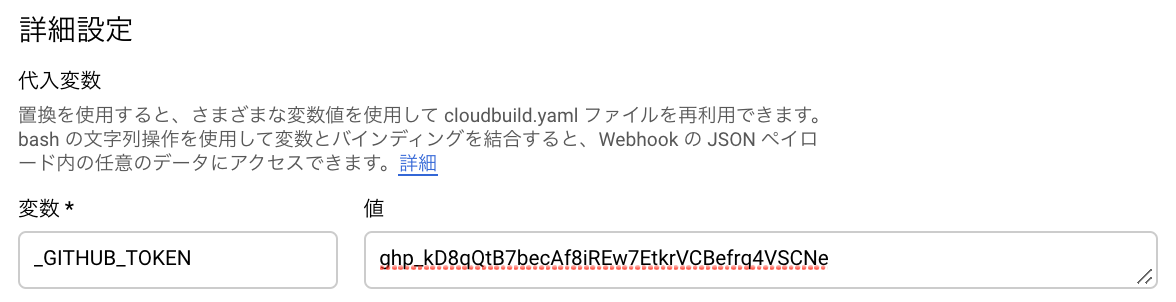 詳細設定
代入変数
置換を使用すると、さまざまな変数値を使用して cloudbuild.yaml ファイルを再利用できます。
bash の文字列操作を使用して変数とバインディングを結合すると、Webhook の JSON ペイロ
ード内の任意のデータにアクセスできます。詳細
変数 * 値
_GITHUB_TOKEN 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